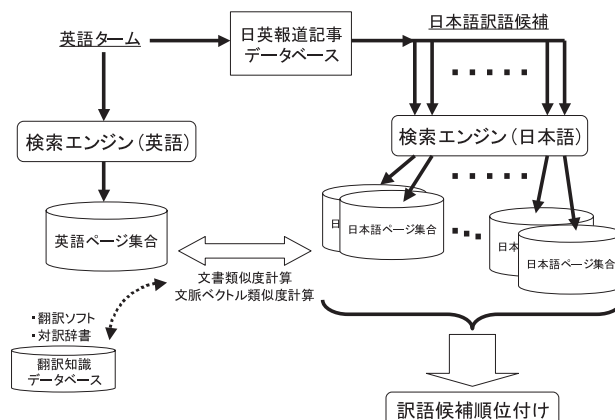 英語ターム
日英報道記事
データベース
日本語訳語候補
検索エンジン(英語)
検索エンジン(日本語)
英語ページ集合
日
日本語ページ集合
日本
日本語ページ集合
文書類似度計算
文脈ベクトル類似度計算
・翻訳ソフト
・対訳辞書
翻訳知識
データベース
訳語候補順位付け